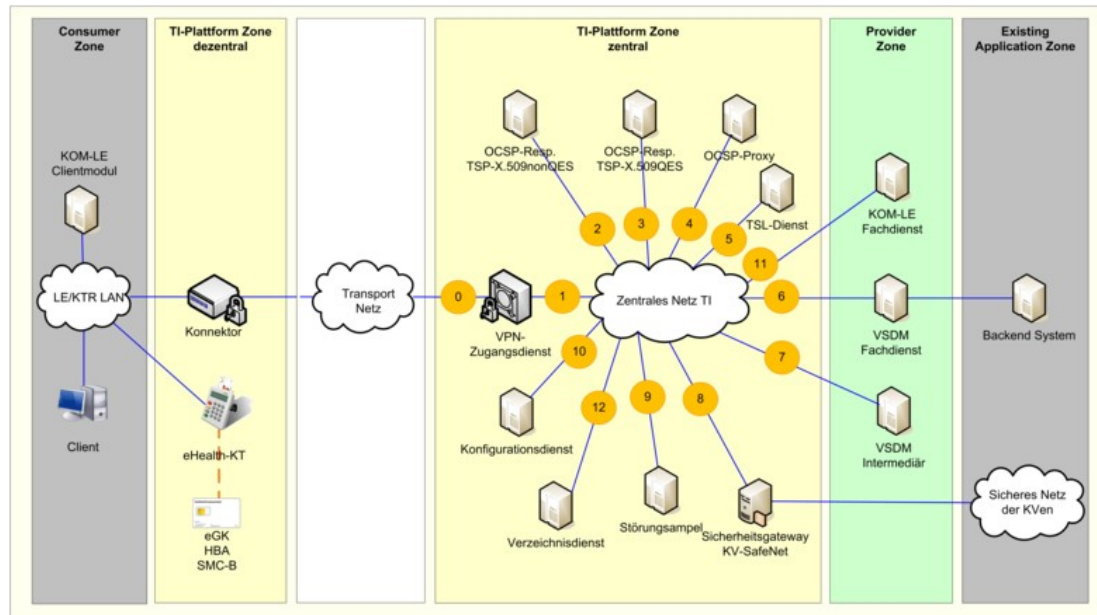 Consumer
Zone
TI-Plattform Zone
dezentral
TI-Plattform Zone
zentral
Provider
Zone
Existing
Application Zone
KOM-LE
Clientmodul
LE/KTR LAN
Client
Konnektor
eHealth-KT
eGK
HBA
SMC-B
Transport
Netz
OCSP-Resp.
TSP-X.509nonQES
OCSP-Resp.
TSP-X.509QES
OCSP-Proxy
TSL-Dienst
2
3
4
5
11
0
1
6
Zentrales Netz TI
VPN-
Zugangsdienst
10
7
12
9
8
Konfigurationsdienst
Verzeichnisdienst
Störungsampel
Sicherheitsgateway
KV-SafeNet
KOM-LE
Fachdienst
VSDM
Fachdienst
VSDM
Intermediär
Backend System
Sicheres Netz
der KVen